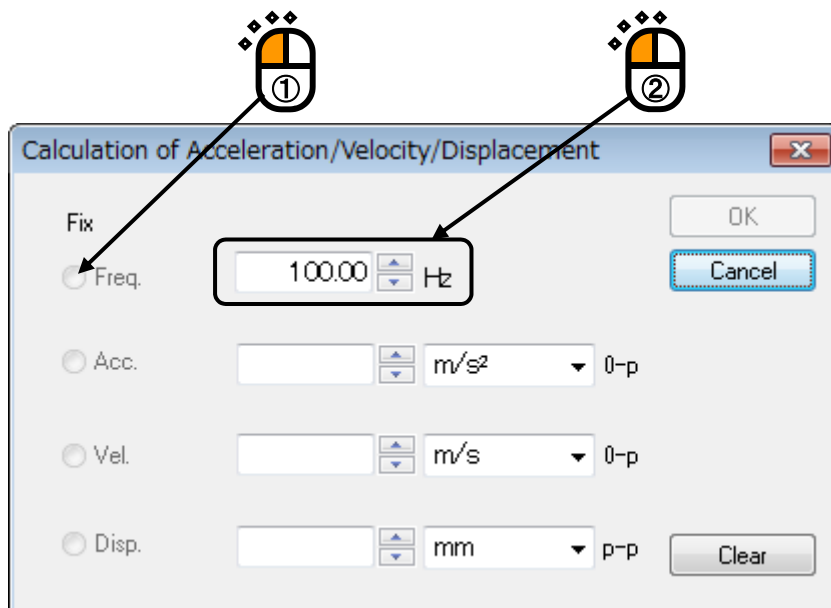 ① ②
Calculation of Acceleration/Velocity/Displacement
Fix
OK
Freq. 100.00 Hz
Cancel
Acc. m/s² 0-p
Vel. m/s 0-p
Disp. mm p-p
Clear